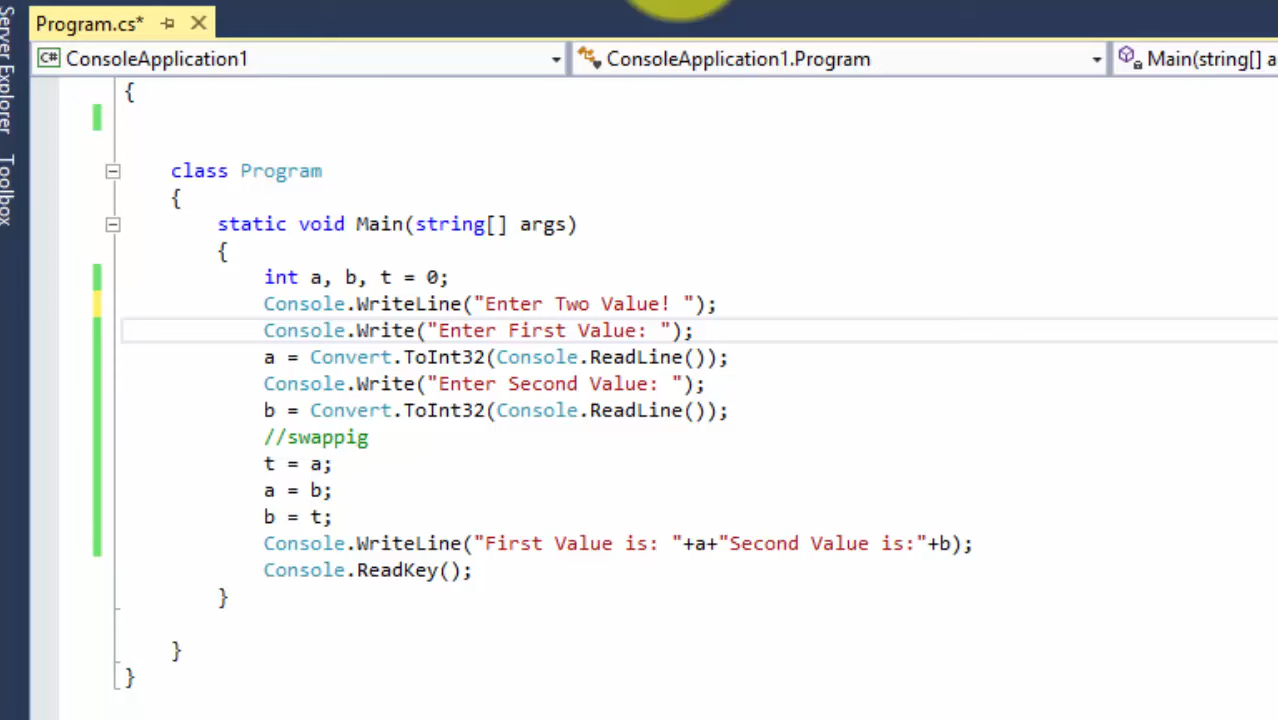 Program.cs*
Server Explorer
Toolbox
C# ConsoleApplication1
ConsoleApplication1.Program
Main(string[] a
{
class Program
{
static void Main(string[] args)
{
int a, b, t = 0;
Console.WriteLine("Enter Two Value! ");
Console.Write("Enter First Value: ");
a = Convert.ToInt32(Console.ReadLine());
Console.Write("Enter Second Value: ");
b = Convert.ToInt32(Console.ReadLine());
//swappig
t = a;
a = b;
b = t;
Console.WriteLine("First Value is: "+a+"Second Value is:"+b);
Console.ReadKey();
}
}
}